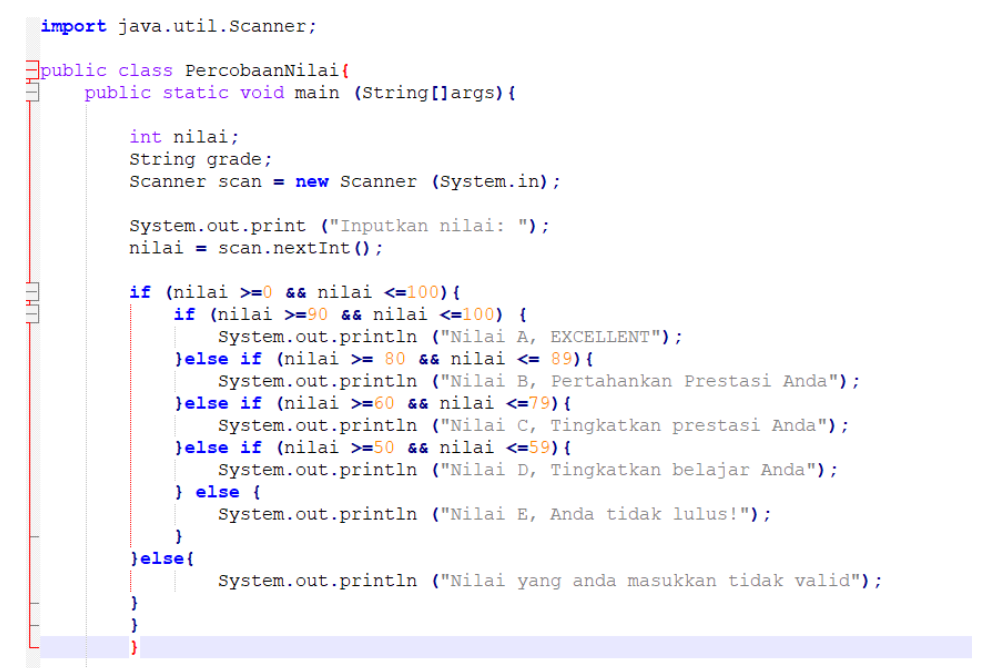 import java.util.Scanner;
public class PercobaanNilai{
public static void main (String[]args){
int nilai;
String grade;
Scanner scan = new Scanner (System.in);
System.out.print ("Inputkan nilai: ");
nilai = scan.nextInt();
if (nilai >=0 && nilai <=100){
if (nilai >=90 && nilai <=100) {
System.out.println ("Nilai A, EXCELLENT");
}else if (nilai >= 80 && nilai <= 89){
System.out.println ("Nilai B, Pertahankan Prestasi Anda");
}else if (nilai >=60 && nilai <=79){
System.out.println ("Nilai C, Tingkatkan prestasi Anda");
}else if (nilai >=50 && nilai <=59){
System.out.println ("Nilai D, Tingkatkan belajar Anda");
} else {
System.out.println ("Nilai E, Anda tidak lulus!");
}
}else{
System.out.println ("Nilai yang anda masukkan tidak valid");
}
}
}